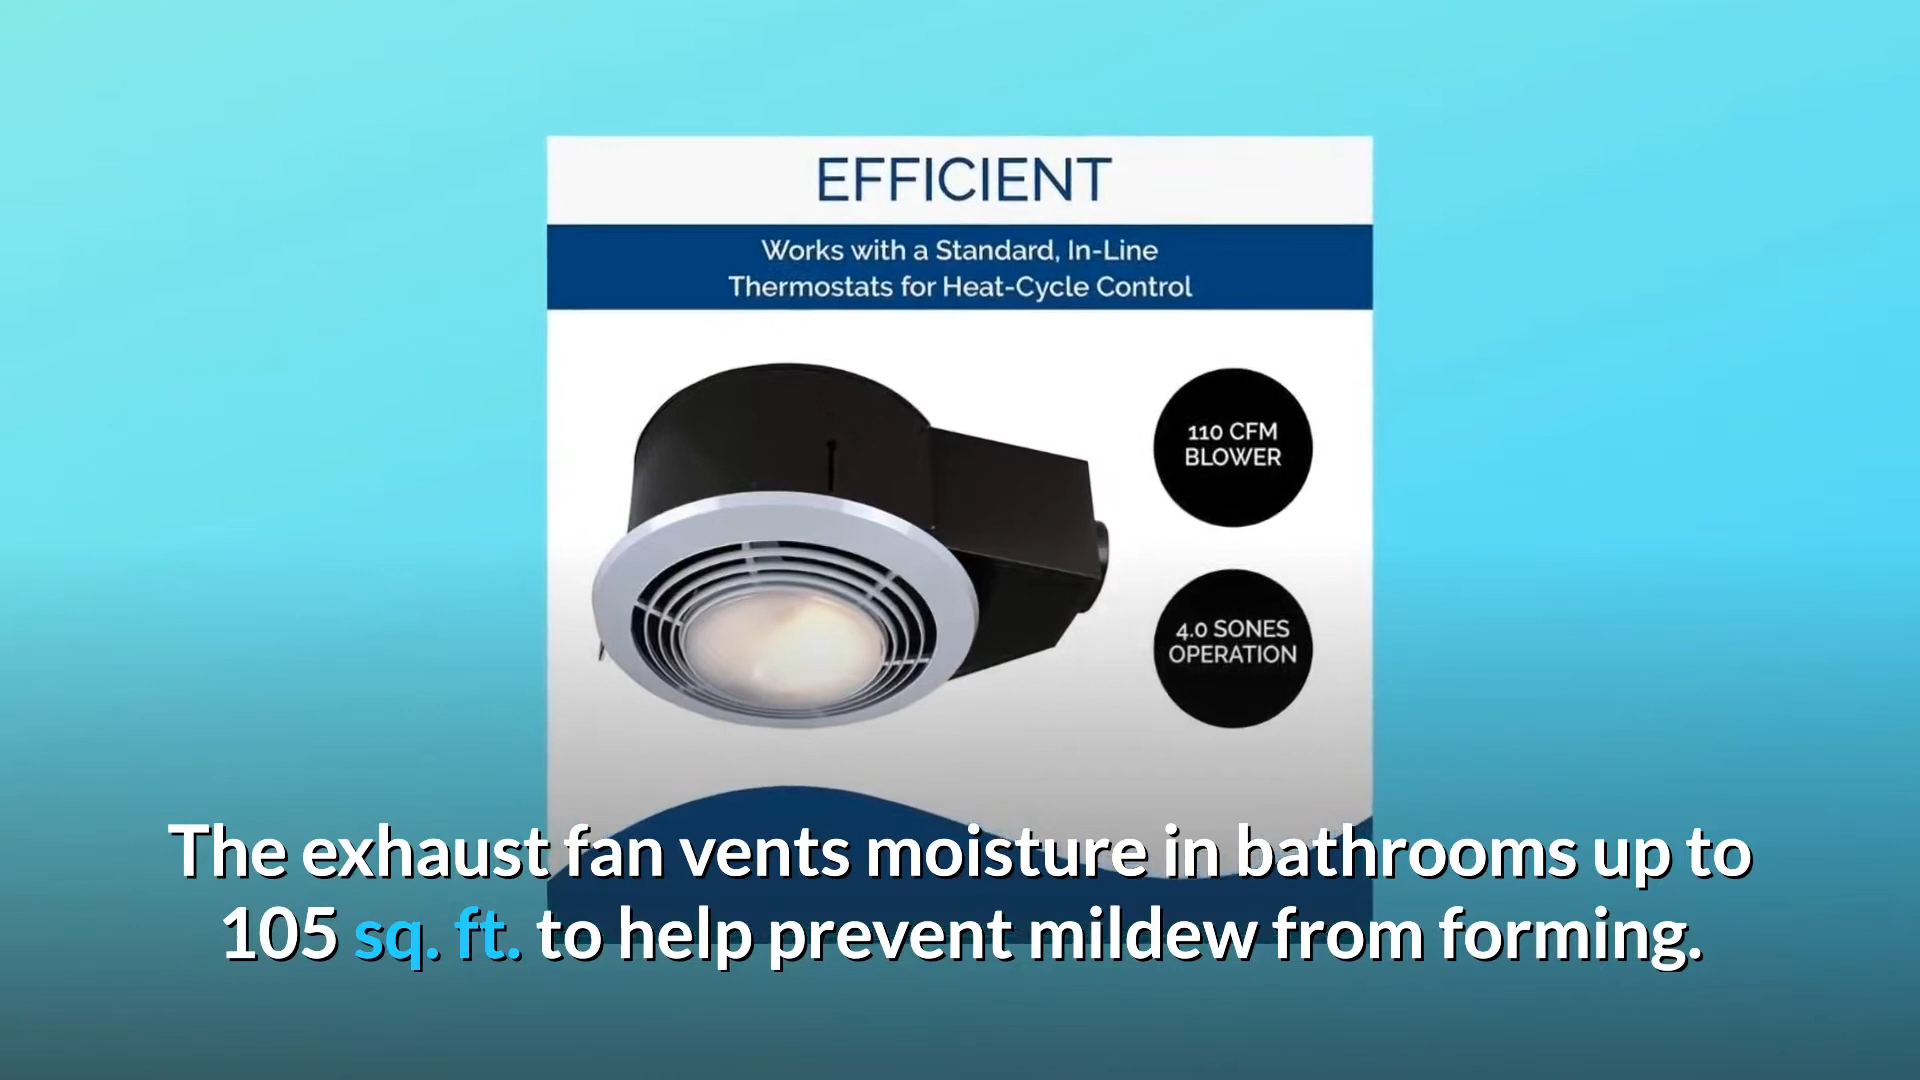 EFFICIENT
Works with a Standard, In-Line
Thermostats for Heat-Cycle Control
110 CFM
BLOWER
4.0 SONES
OPERATION
The exhaust fan vents moisture in bathrooms up to
105 sq. ft. to help prevent mildew from forming.